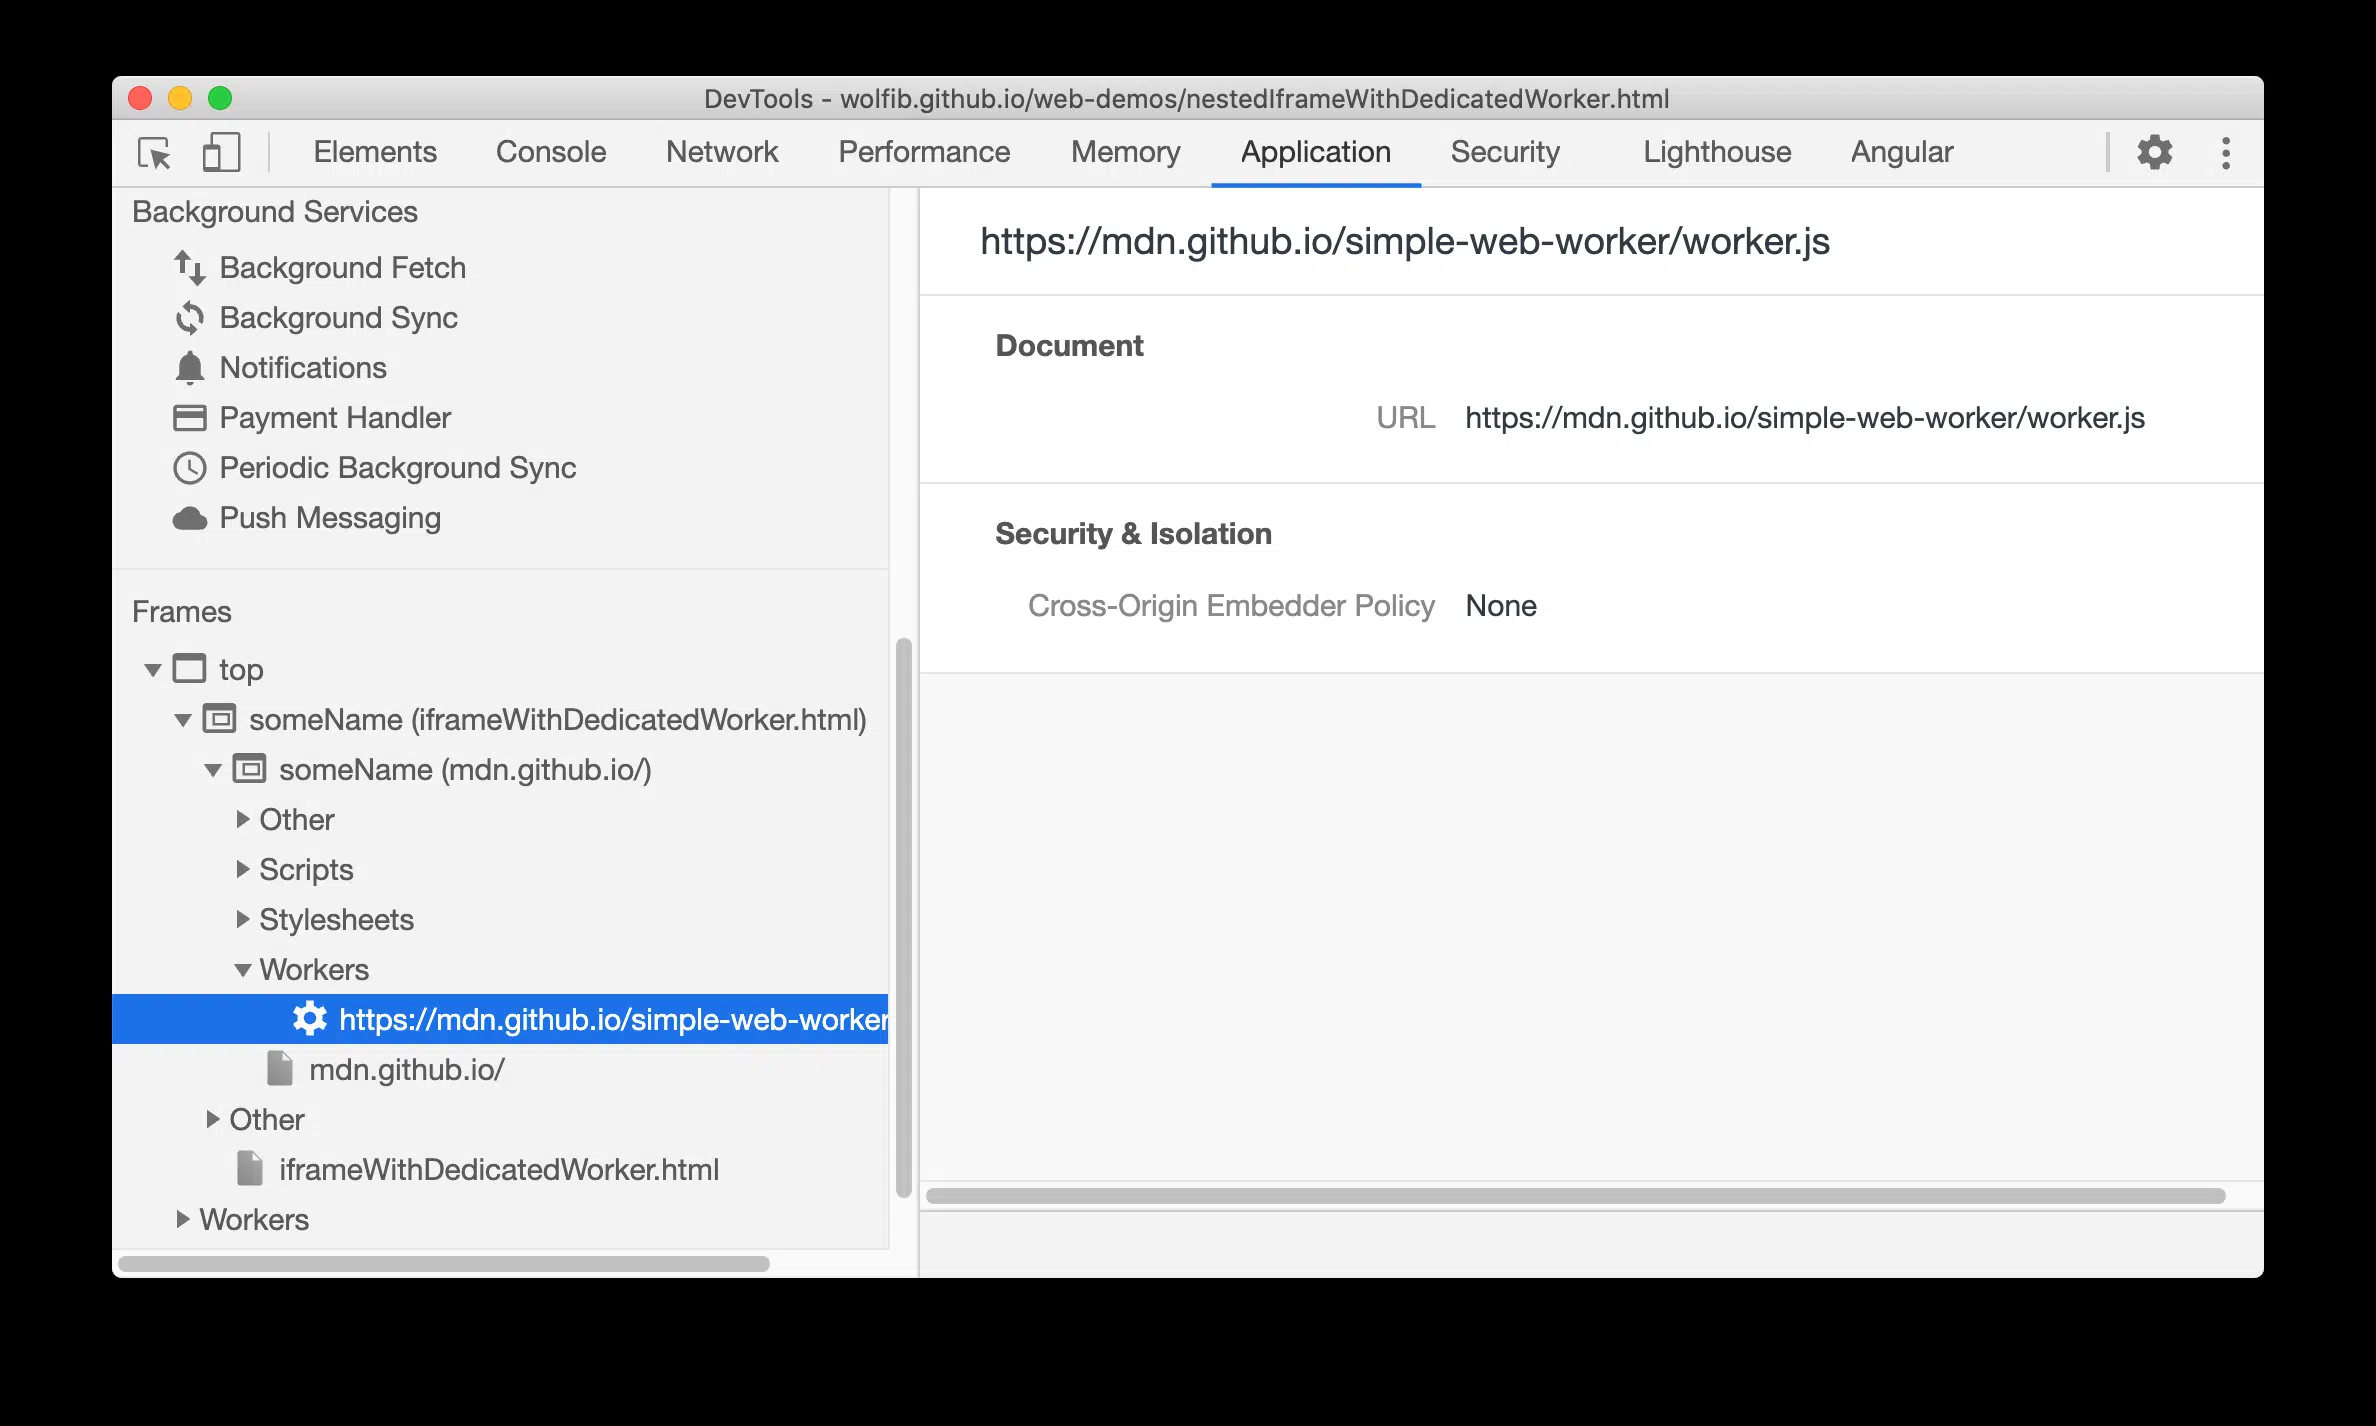 DevTools - wolfib.github.io/web-demos/nestedIframeWithDedicatedWorker.html
Elements Console Network Performance Memory Application Security Lighthouse Angular
Background Services
Background Fetch
Background Sync
Notifications
Payment Handler
Periodic Background Sync
Push Messaging
Frames
top
someName (iframeWithDedicatedWorker.html)
someName (mdn.github.io/)
Other
Scripts
Stylesheets
Workers
https://mdn.github.io/simple-web-worker
mdn.github.io/
Other
iframeWithDedicatedWorker.html
Workers
https://mdn.github.io/simple-web-worker/worker.js
Document
URL https://mdn.github.io/simple-web-worker/worker.js
Security & Isolation
Cross-Origin Embedder Policy None